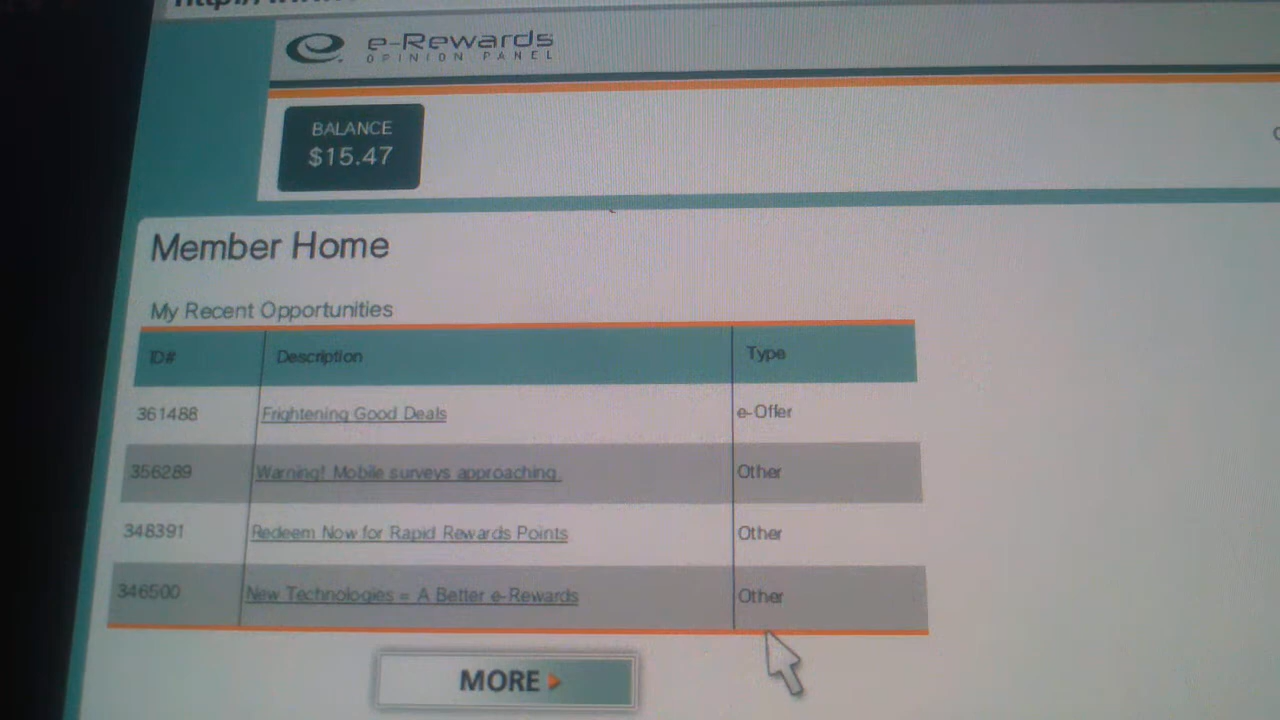 e-Rewards
OPINION PANEL
BALANCE
$15.47
Member Home
My Recent Opportunities
ID# Description Type
361488 Frightening Good Deals e-Offer
356289 Warning! Mobile surveys approaching. Other
348391 Redeem Now for Rapid Rewards Points Other
346500 New Technologies = A Better e-Rewards Other
MORE